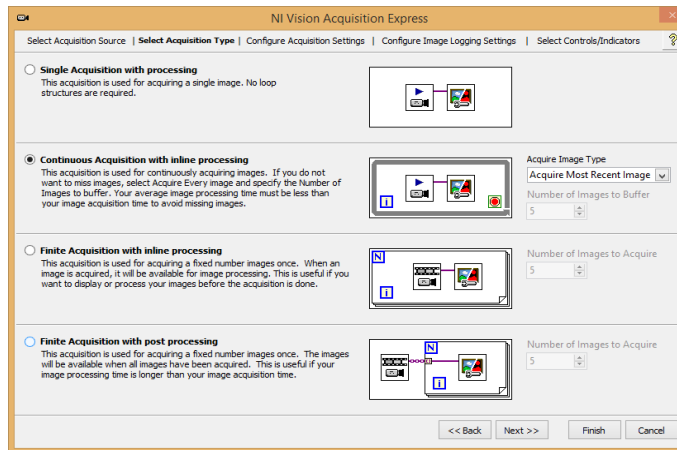 NI Vision Acquisition Express
Select Acquisition Source | Select Acquisition Type | Configure Acquisition Settings | Configure Image Logging Settings | Select Controls/Indicators
Single Acquisition with processing
This acquisition is used for acquiring a single image. No loop
structures are required.
Continuous Acquisition with inline processing
This acquisition is used for continuously acquiring images. If you do not
want to miss images, select Acquire Every image and specify the Number of
Images to buffer. Your average image processing time must be less than
your image acquisition time to avoid missing images.
i
Acquire Image Type
Acquire Most Recent Image
Number of Images to Buffer
5
Finite Acquisition with inline processing
This acquisition is used for acquiring a fixed number images once. When an
image is acquired, it will be available for image processing. This is useful if you
want to display or process your images before the acquisition is done.
N
i
Number of Images to Acquire
5
Finite Acquisition with post processing
This acquisition is used for acquiring a fixed number images once. The images
will be available when all images have been acquired. This is useful if your
image processing time is longer than your image acquisition time.
N
i
Number of Images to Acquire
5
<< Back
Next >>
Finish
Cancel